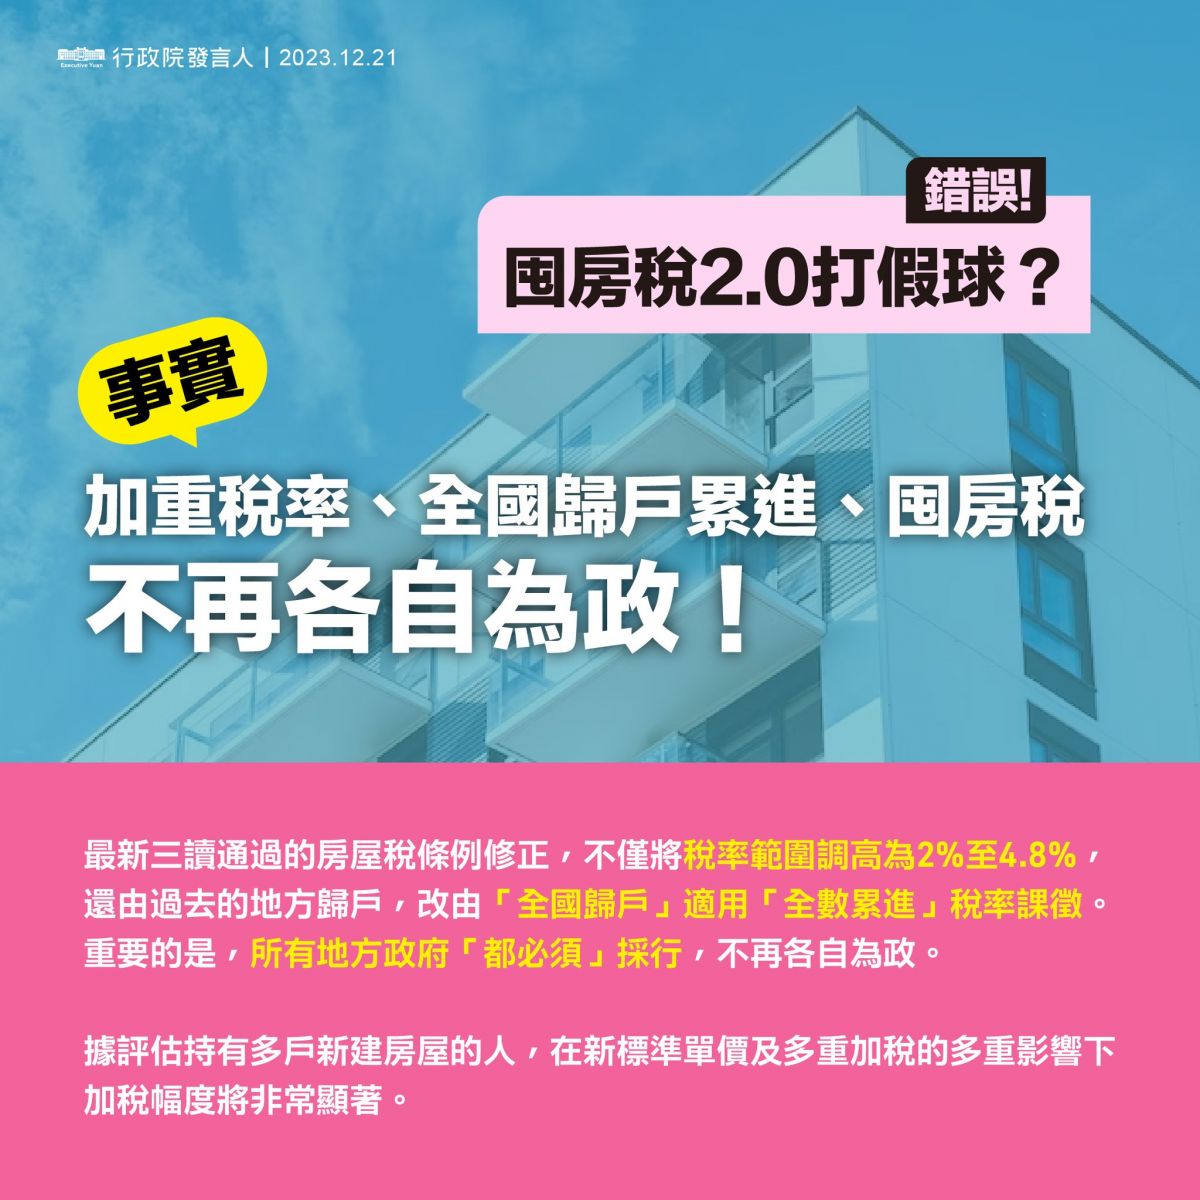 Executive Yuan
行政院發言人 | 2023.12.21
錯誤!
囤房稅2.0打假球？
事實
加重稅率、全國歸戶累進、囤房稅
不再各自為政！
最新三讀通過的房屋稅條例修正，不僅將稅率範圍調高為2%至4.8%，
還由過去的地方歸戶，改由「全國歸戶」適用「全數累進」稅率課徵。
重要的是，所有地方政府「都必須」採行，不再各自為政。
據評估持有多戶新建房屋的人，在新標準單價及多重加稅的多重影響下
加稅幅度將非常顯著。